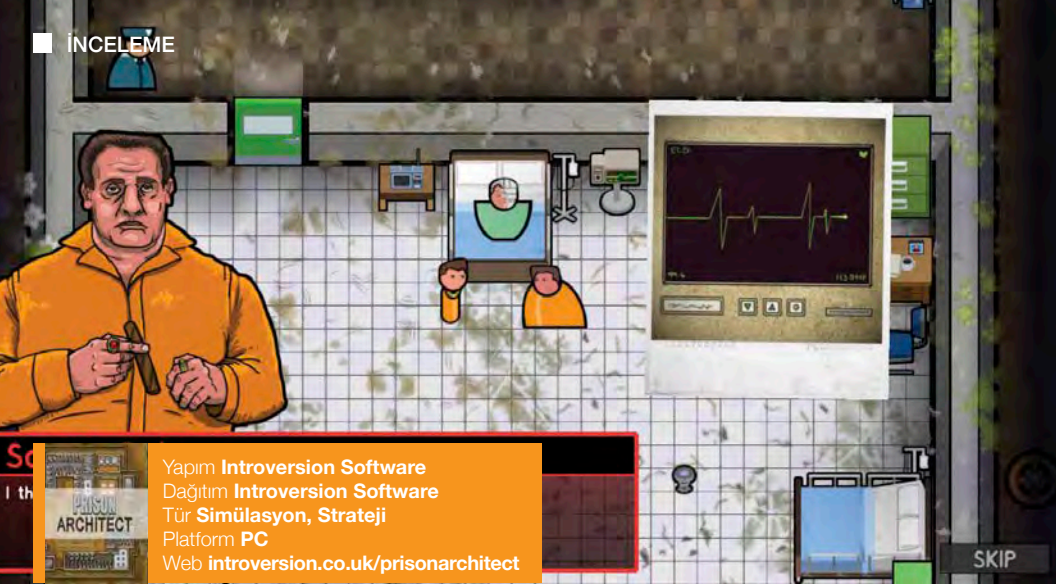 İNCELEME
PRISON
ARCHITECT
Yapım Introversion Software
Dağıtım Introversion Software
Tür Simülasyon, Strateji
Platform PC
Web introversion.co.uk/prisonarchitect
SKIP